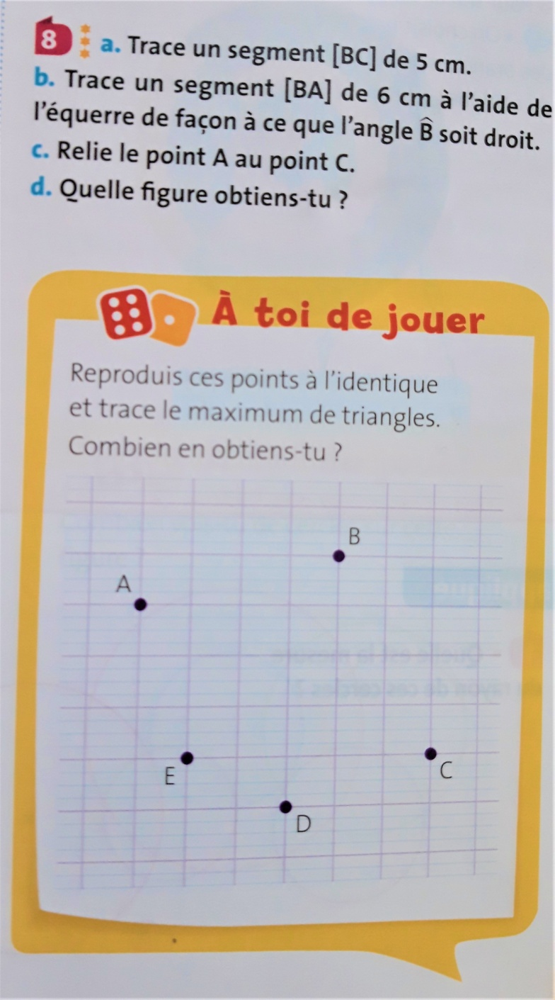 8 a. Trace un segment [BC] de 5 cm.
b. Trace un segment [BA] de 6 cm à l'aide de
l'équerre de façon à ce que l'angle B̂ soit droit.
c. Relie le point A au point C.
d. Quelle figure obtiens-tu ?
À toi de jouer
Reproduis ces points à l'identique
et trace le maximum de triangles.
Combien en obtiens-tu ?
B
A
E
C
D